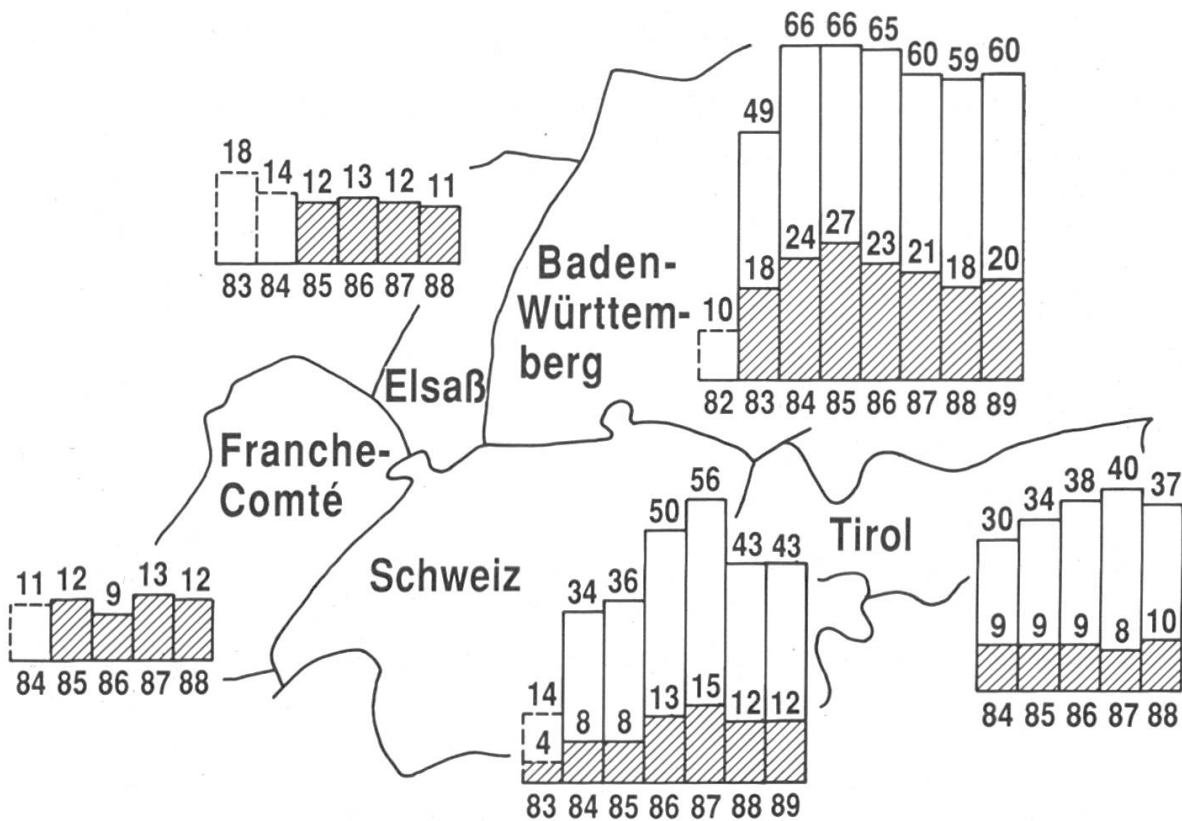 66 66 65 60 59 60
49
24 27 23 21 18 20
18
10
82 83 84 85 86 87 88 89
18 14 12 13 12 11
83 84 85 86 87 88
Baden-
Württem-
berg
Elsaß
Franche-
Comté
11 12 9 13 12
84 85 86 87 88
Schweiz
14 34 36 50 56 43 43
4 8 8 13 15 12 12
83 84 85 86 87 88 89
Tirol
30 34 38 40 37
9 9 9 8 10
84 85 86 87 88